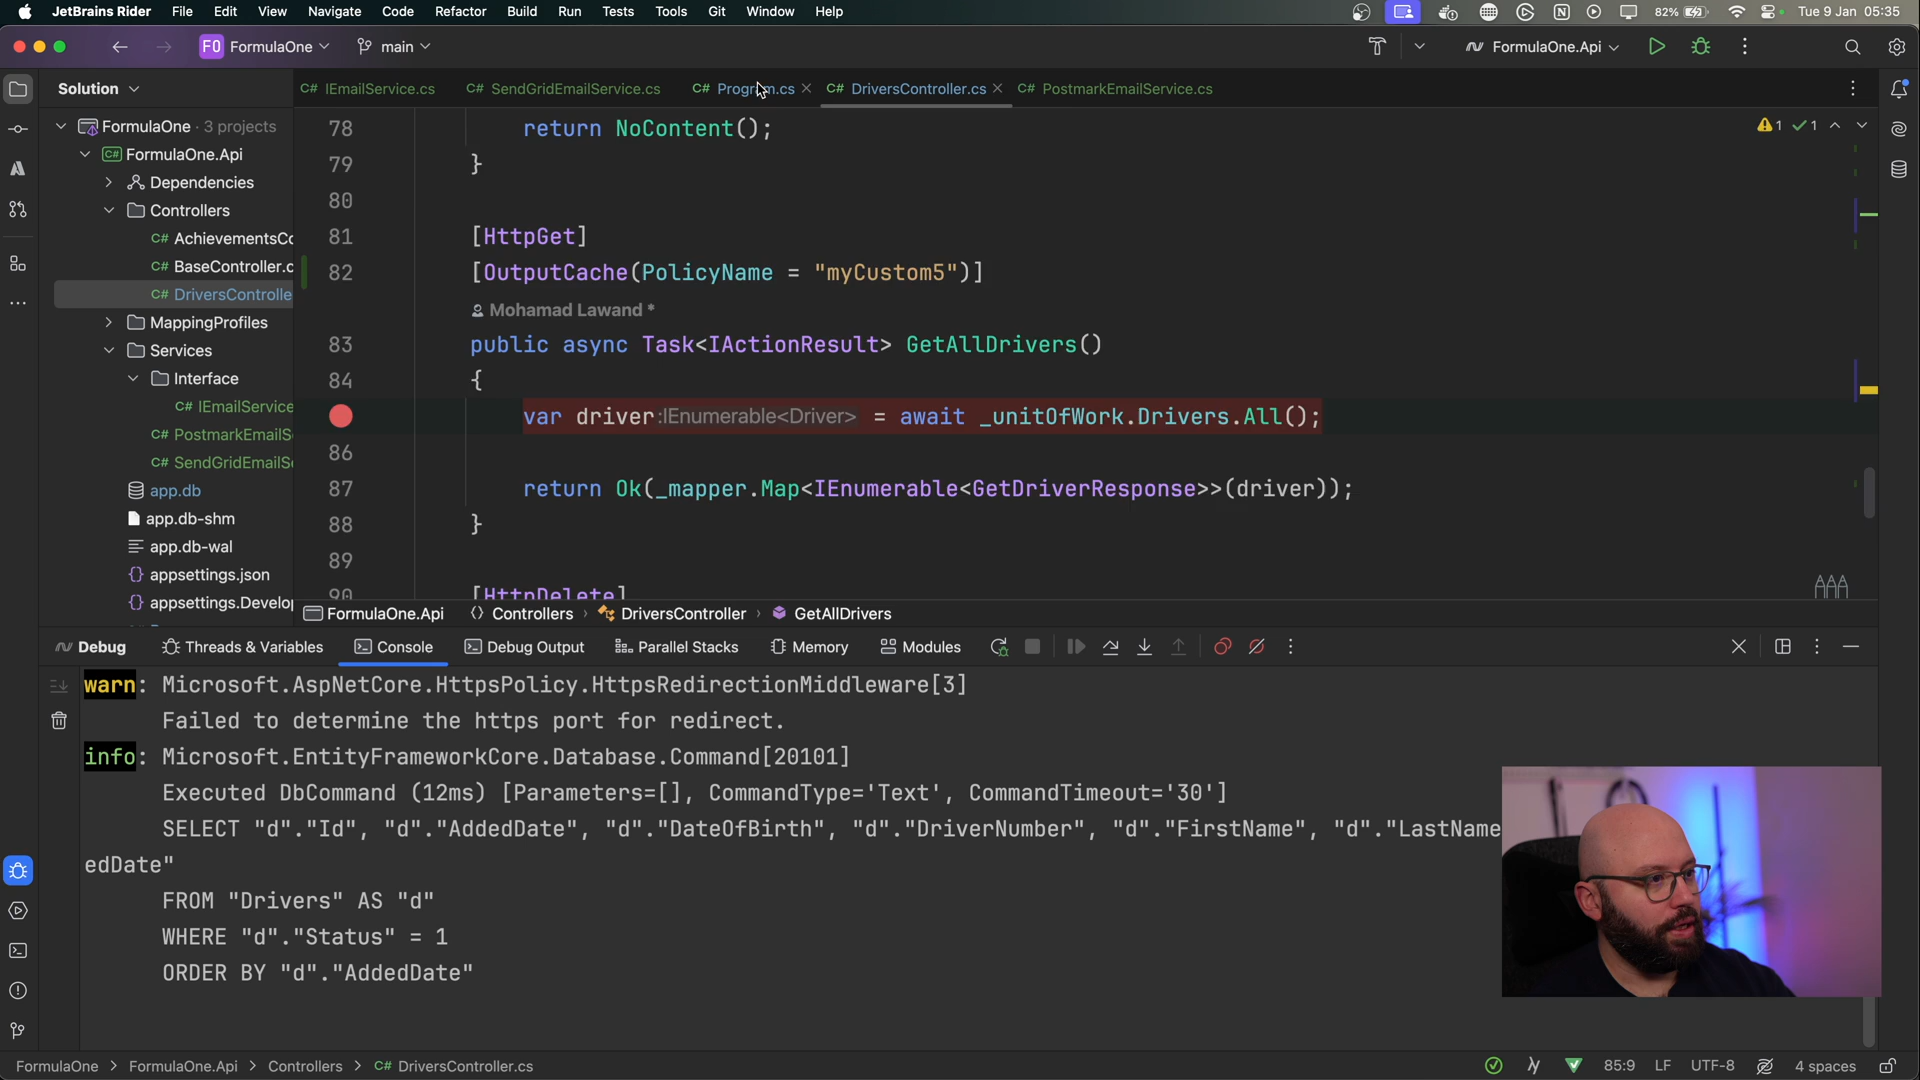 JetBrains Rider File Edit View Navigate Code Refactor Build Run Tests Tools Git Window Help 82% Tue 9 Jan 05:35
FO FormulaOne main FormulaOne.Api
Solution
C# IEmailService.cs C# SendGridEmailService.cs C# Program.cs C# DriversController.cs C# PostmarkEmailService.cs
FormulaOne · 3 projects
C# FormulaOne.Api
Dependencies
Controllers
C# AchievementsCo
C# BaseController.c
C# DriversControlle
MappingProfiles
Services
Interface
C# IEmailService
C# PostmarkEmailS
C# SendGridEmailSe
app.db
app.db-shm
app.db-wal
appsettings.json
appsettings.Develop
1 1
78 return NoContent();
79 }
80
81 [HttpGet]
82 [OutputCache(PolicyName = "myCustom5")]
Mohamad Lawand *
83 public async Task<IActionResult> GetAllDrivers()
84 {
var driver:IEnumerable<Driver> = await _unitOfWork.Drivers.All();
86
87 return Ok(_mapper.Map<IEnumerable<GetDriverResponse>>(driver));
88 }
89
90 [HttpDelete]
FormulaOne.Api Controllers DriversController GetAllDrivers
Debug Threads & Variables Console Debug Output Parallel Stacks Memory Modules
warn: Microsoft.AspNetCore.HttpsPolicy.HttpsRedirectionMiddleware[3]
Failed to determine the https port for redirect.
info: Microsoft.EntityFrameworkCore.Database.Command[20101]
Executed DbCommand (12ms) [Parameters=[], CommandType='Text', CommandTimeout='30']
SELECT "d"."Id", "d"."AddedDate", "d"."DateOfBirth", "d"."DriverNumber", "d"."FirstName", "d"."LastName
edDate"
FROM "Drivers" AS "d"
WHERE "d"."Status" = 1
ORDER BY "d"."AddedDate"
FormulaOne > FormulaOne.Api > Controllers > C# DriversController.cs 85:9 LF UTF-8 4 spaces